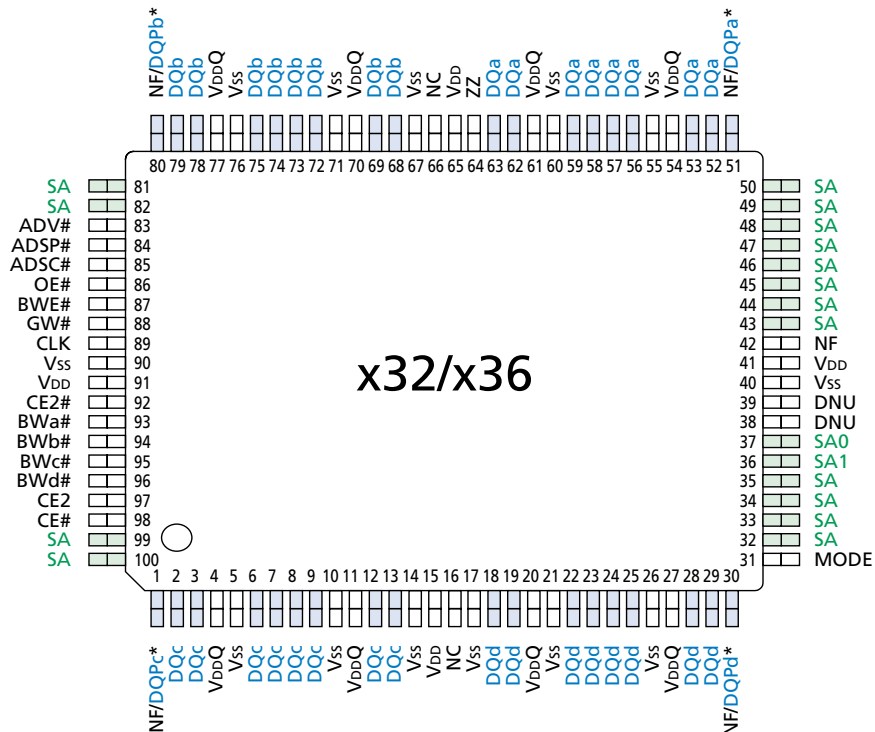 NF/DQPb* DQb DQb VDDQ VSS DQb DQb DQb DQb VSS VDDQ DQb DQb VSS NC VDD ZZ DQa DQa VDDQ VSS DQa DQa DQa DQa VSS VDDQ DQa DQa NF/DQPa*
80 79 78 77 76 75 74 73 72 71 70 69 68 67 66 65 64 63 62 61 60 59 58 57 56 55 54 53 52 51
SA 81 50 SA
SA 82 49 SA
ADV# 83 48 SA
ADSP# 84 47 SA
ADSC# 85 46 SA
OE# 86 45 SA
BWE# 87 44 SA
GW# 88 43 SA
CLK 89 42 NF
VSS 90 41 VDD
VDD 91 40 VSS
x32/x36
CE2# 92 39 DNU
BWa# 93 38 DNU
BWb# 94 37 SA0
BWc# 95 36 SA1
BWd# 96 35 SA
CE2 97 34 SA
CE# 98 33 SA
SA 99 32 SA
SA 100 31 MODE
1 2 3 4 5 6 7 8 9 10 11 12 13 14 15 16 17 18 19 20 21 22 23 24 25 26 27 28 29 30
NF/DQPc* DQc DQc VDDQ VSS DQc DQc DQc DQc VSS VDDQ DQc DQc VSS VDD NC VSS DQd DQd VDDQ VSS DQd DQd DQd DQd VSS VDDQ DQd DQd NF/DQPd*